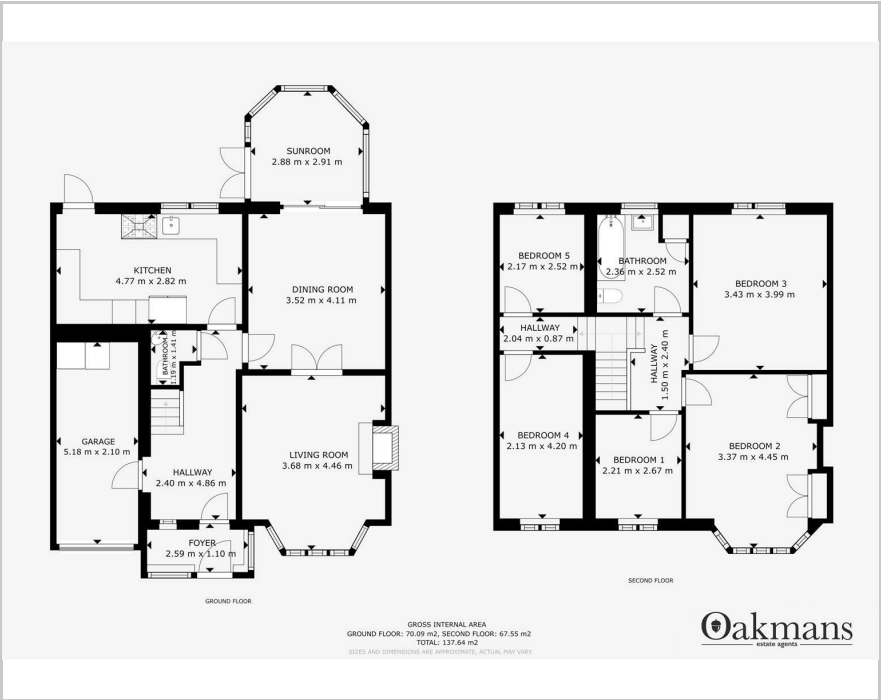 SUNROOM
2.88 m x 2.91 m
KITCHEN
4.77 m x 2.82 m
DINING ROOM
3.52 m x 4.11 m
BATHROOM
1.19 m x 1.41 m
GARAGE
5.18 m x 2.10 m
HALLWAY
2.40 m x 4.86 m
LIVING ROOM
3.68 m x 4.46 m
FOYER
2.59 m x 1.10 m
GROUND FLOOR
BEDROOM 5
2.17 m x 2.52 m
BATHROOM
2.36 m x 2.52 m
BEDROOM 3
3.43 m x 3.99 m
HALLWAY
2.04 m x 0.87 m
HALLWAY
1.50 m x 2.40 m
BEDROOM 4
2.13 m x 4.20 m
BEDROOM 1
2.21 m x 2.67 m
BEDROOM 2
3.37 m x 4.45 m
SECOND FLOOR
GROSS INTERNAL AREA
GROUND FLOOR: 70.09 m2, SECOND FLOOR: 67.55 m2
TOTAL: 137.64 m2
SIZES AND DIMENSIONS ARE APPROXIMATE, ACTUAL MAY VARY.
Oakmans
estate agents